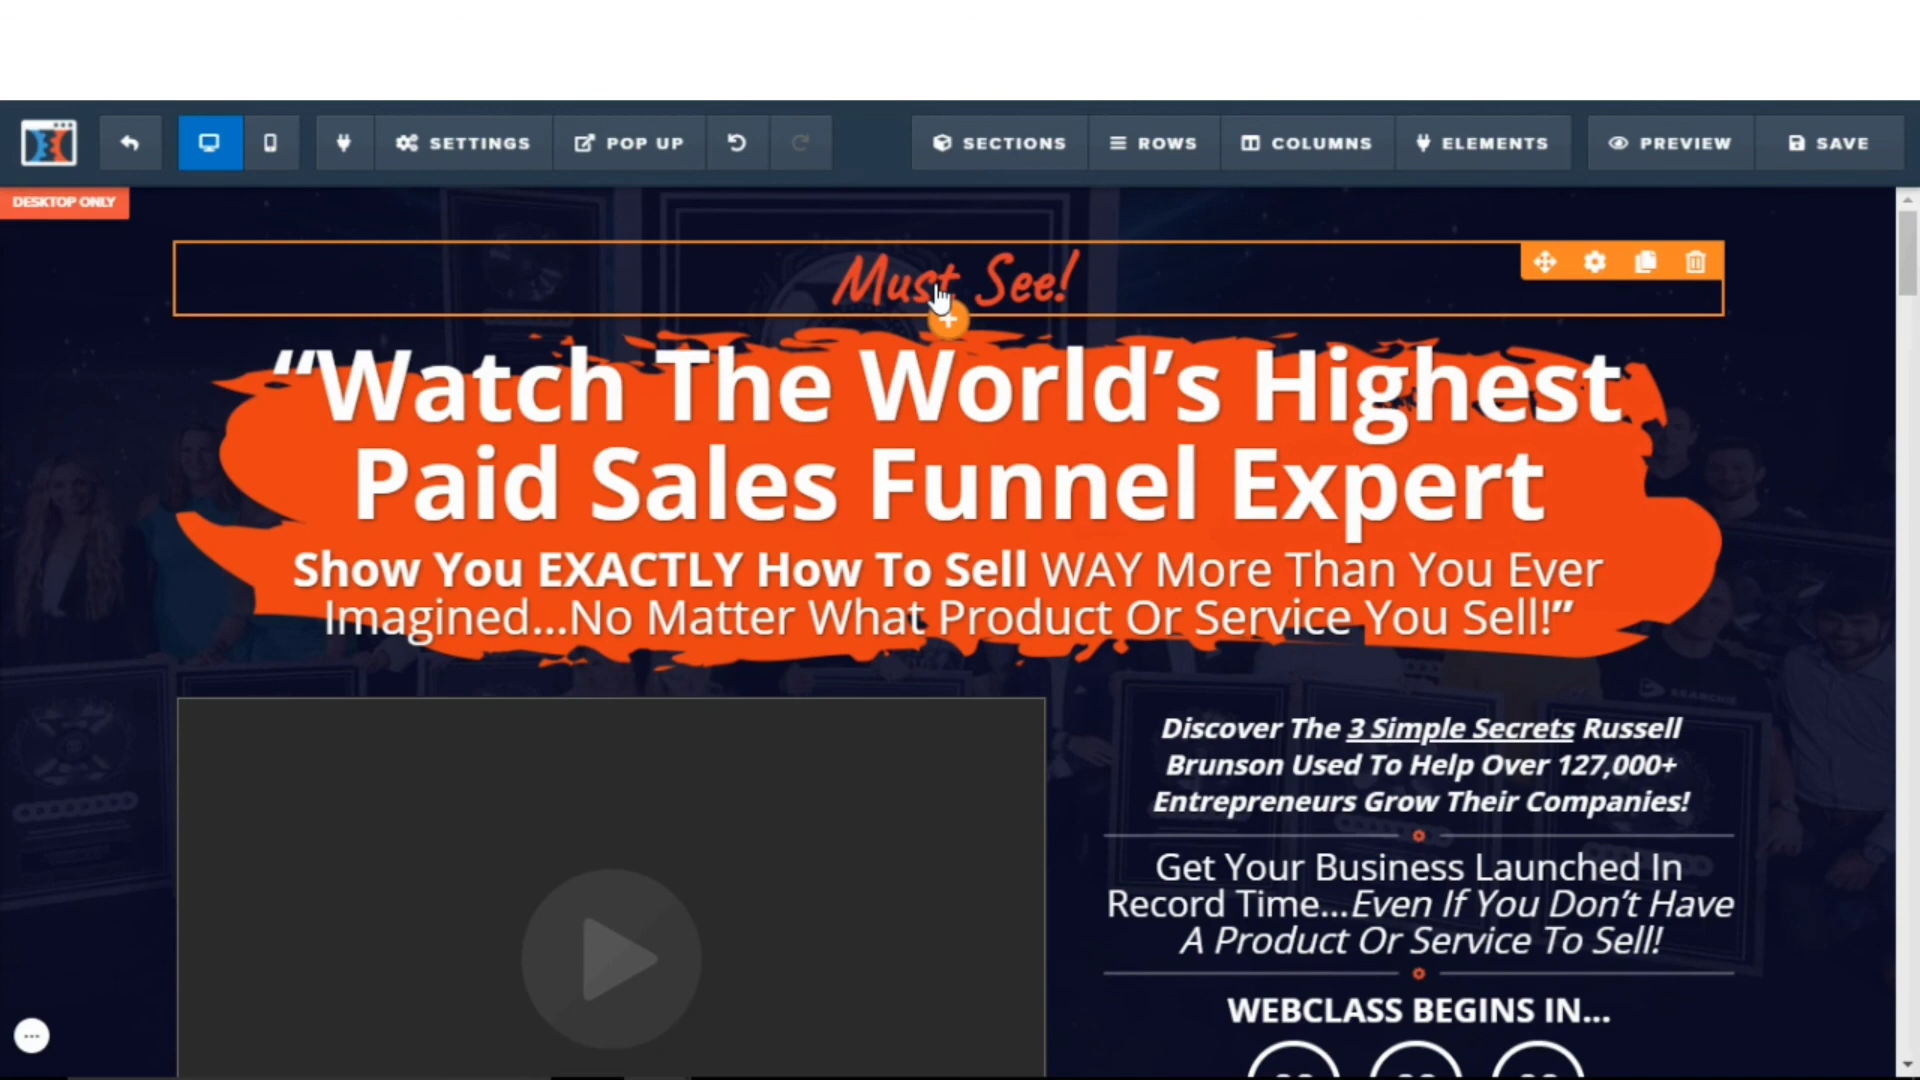 SETTINGS POP UP SECTIONS ROWS COLUMNS ELEMENTS PREVIEW SAVE
DESKTOP ONLY
Must See!
“Watch The World’s Highest
Paid Sales Funnel Expert
Show You EXACTLY How To Sell WAY More Than You Ever
Imagined...No Matter What Product Or Service You Sell!”
Discover The 3 Simple Secrets Russell
Brunson Used To Help Over 127,000+
Entrepreneurs Grow Their Companies!
Get Your Business Launched In
Record Time...Even If You Don’t Have
A Product Or Service To Sell!
WEBCLASS BEGINS IN...